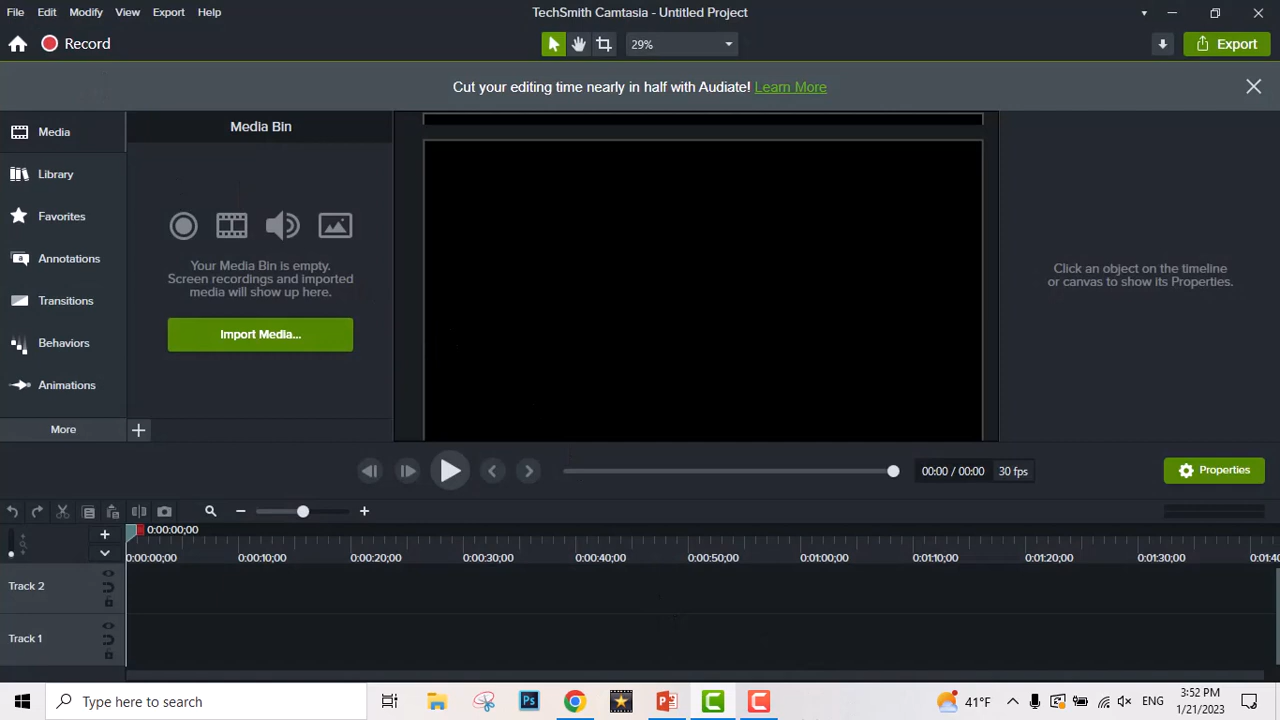 File Edit Modify View Export Help TechSmith Camtasia - Untitled Project
Record 29% Export
Cut your editing time nearly in half with Audiate! Learn More
Media
Library
Favorites
Annotations
Transitions
Behaviors
Animations
More
Media Bin
Your Media Bin is empty.
Screen recordings and imported
media will show up here.
Import Media...
Click an object on the timeline
or canvas to show its Properties.
00:00 / 00:00 30 fps Properties
0:00:00;00
0:00:00;00 0:00:10;00 0:00:20;00 0:00:30;00 0:00:40;00 0:00:50;00 0:01:00;00 0:01:10;00 0:01:20;00 0:01:30;00 0:01:40
Track 2
Track 1
Type here to search Ps 41°F ENG 3:52 PM
1/21/2023